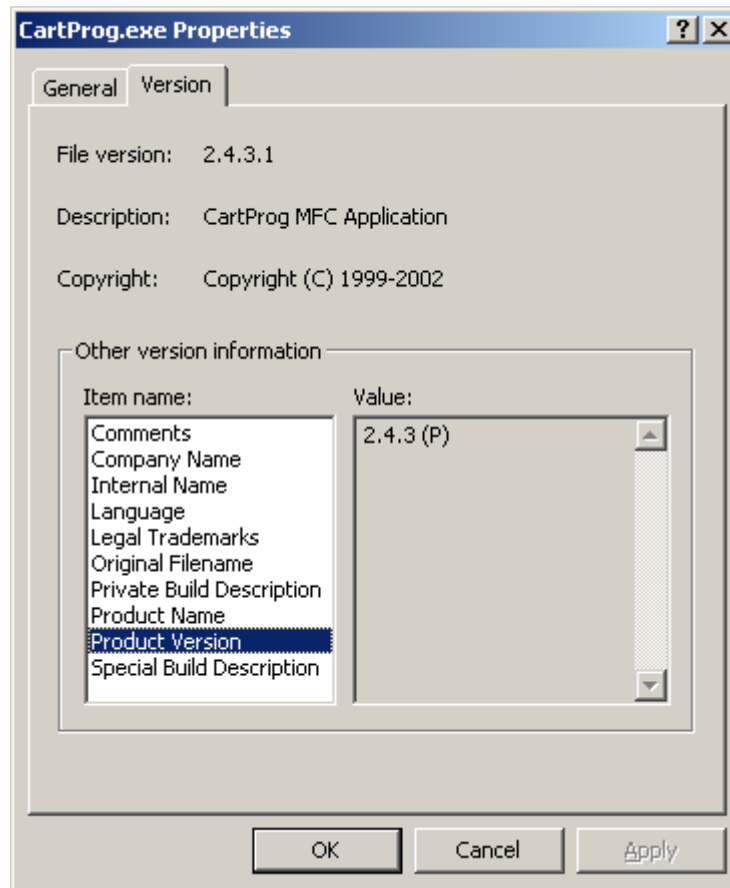 CartProg.exe Properties
General Version
File version: 2.4.3.1
Description: CartProg MFC Application
Copyright: Copyright (C) 1999-2002
Other version information
Item name: Value:
Comments
Company Name
Internal Name
Language
Legal Trademarks
Original Filename
Private Build Description
Product Name
Product Version
Special Build Description
2.4.3 (P)
OK Cancel Apply